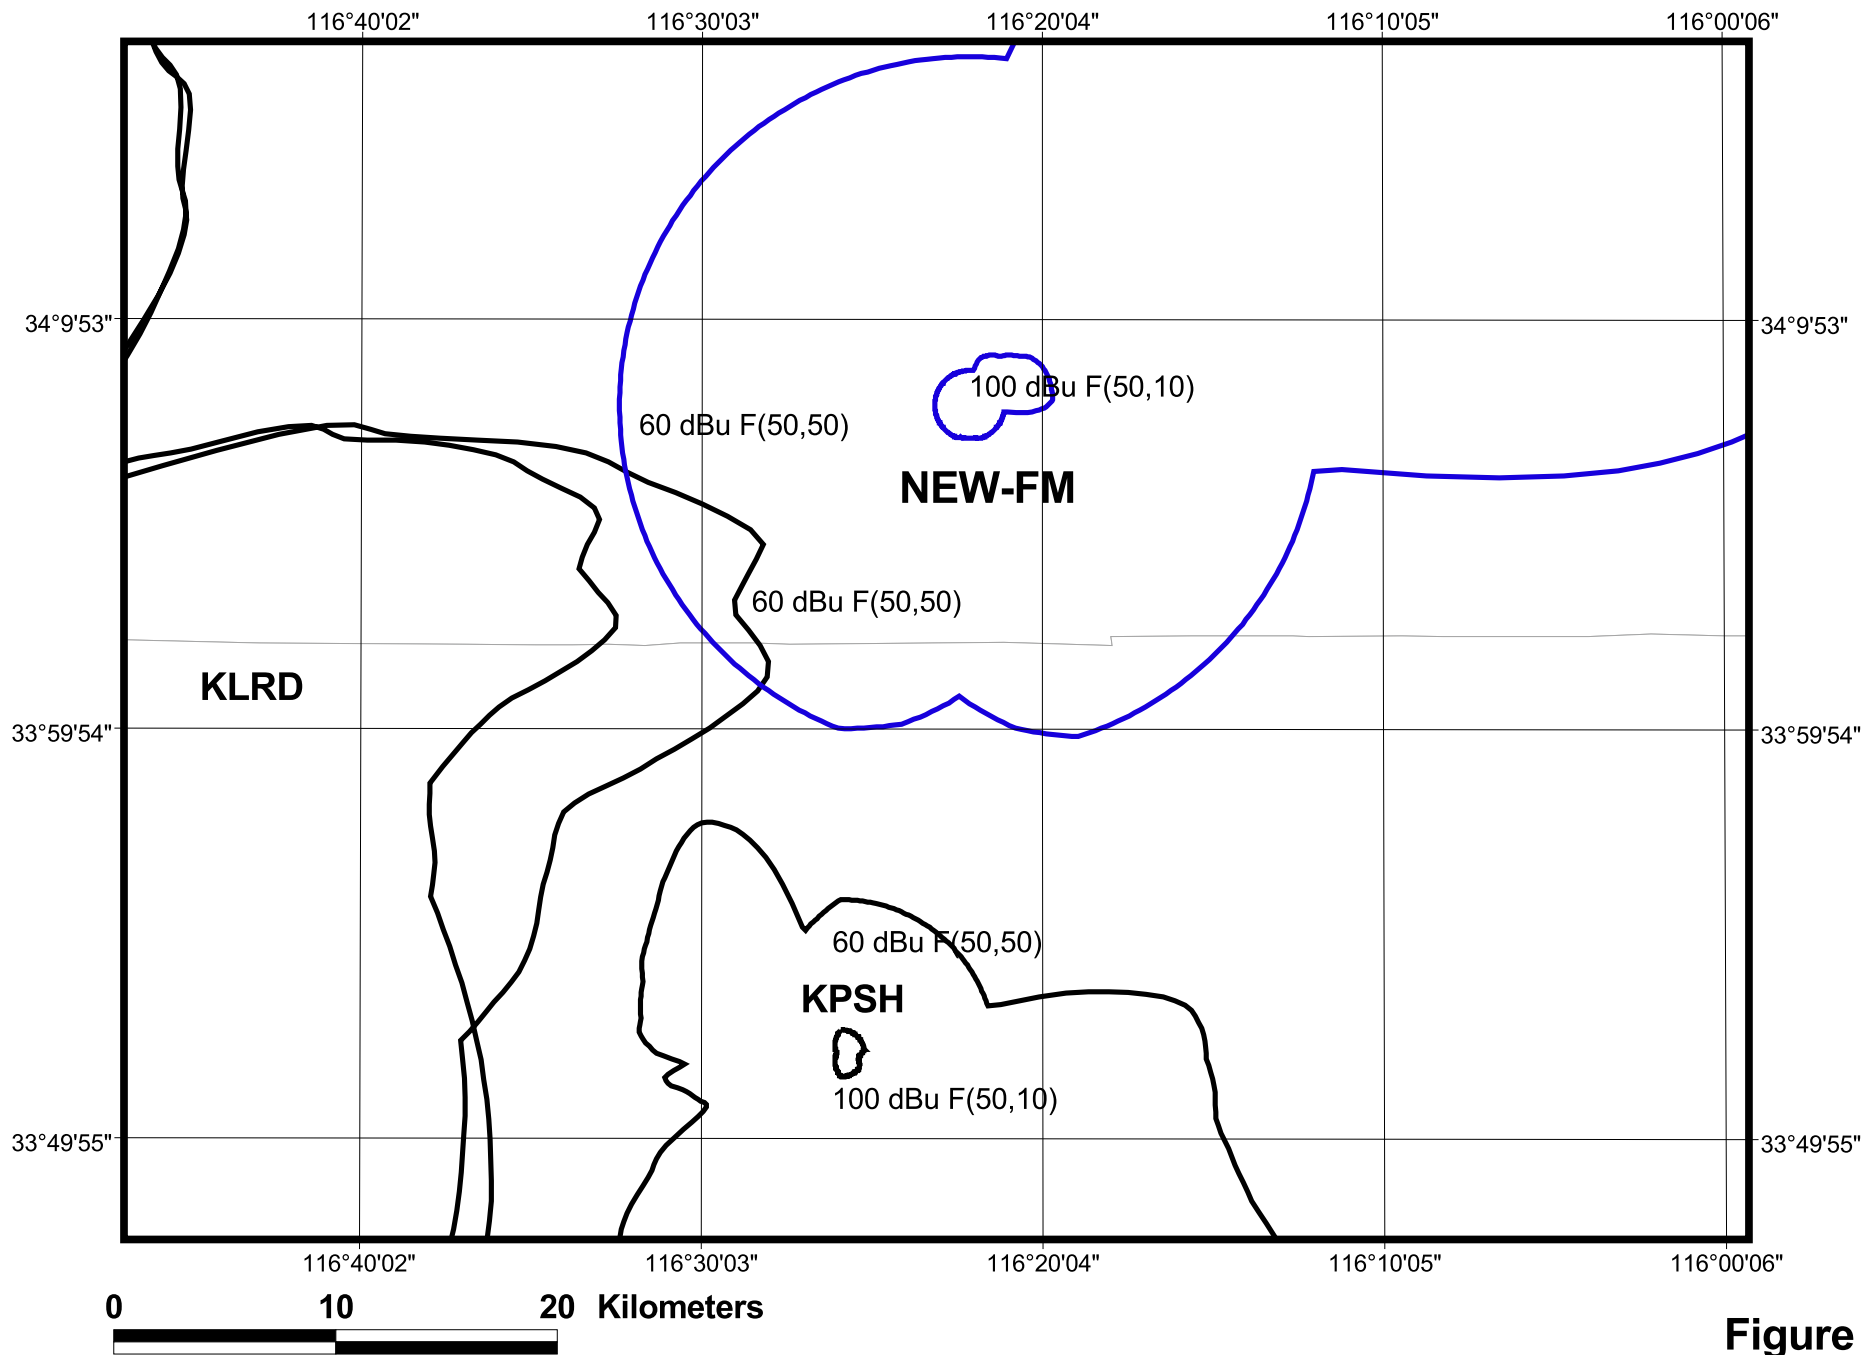 116°40'02" 116°30'03" 116°20'04" 116°10'05" 116°00'06"
34°9'53" 34°9'53"
100 dBu F(50,10)
60 dBu F(50,50)
NEW-FM
60 dBu F(50,50)
KLRD
33°59'54" 33°59'54"
60 dBu F(50,50)
KPSH
100 dBu F(50,10)
33°49'55" 33°49'55"
116°40'02" 116°30'03" 116°20'04" 116°10'05" 116°00'06"
0 10 20 Kilometers
Figure